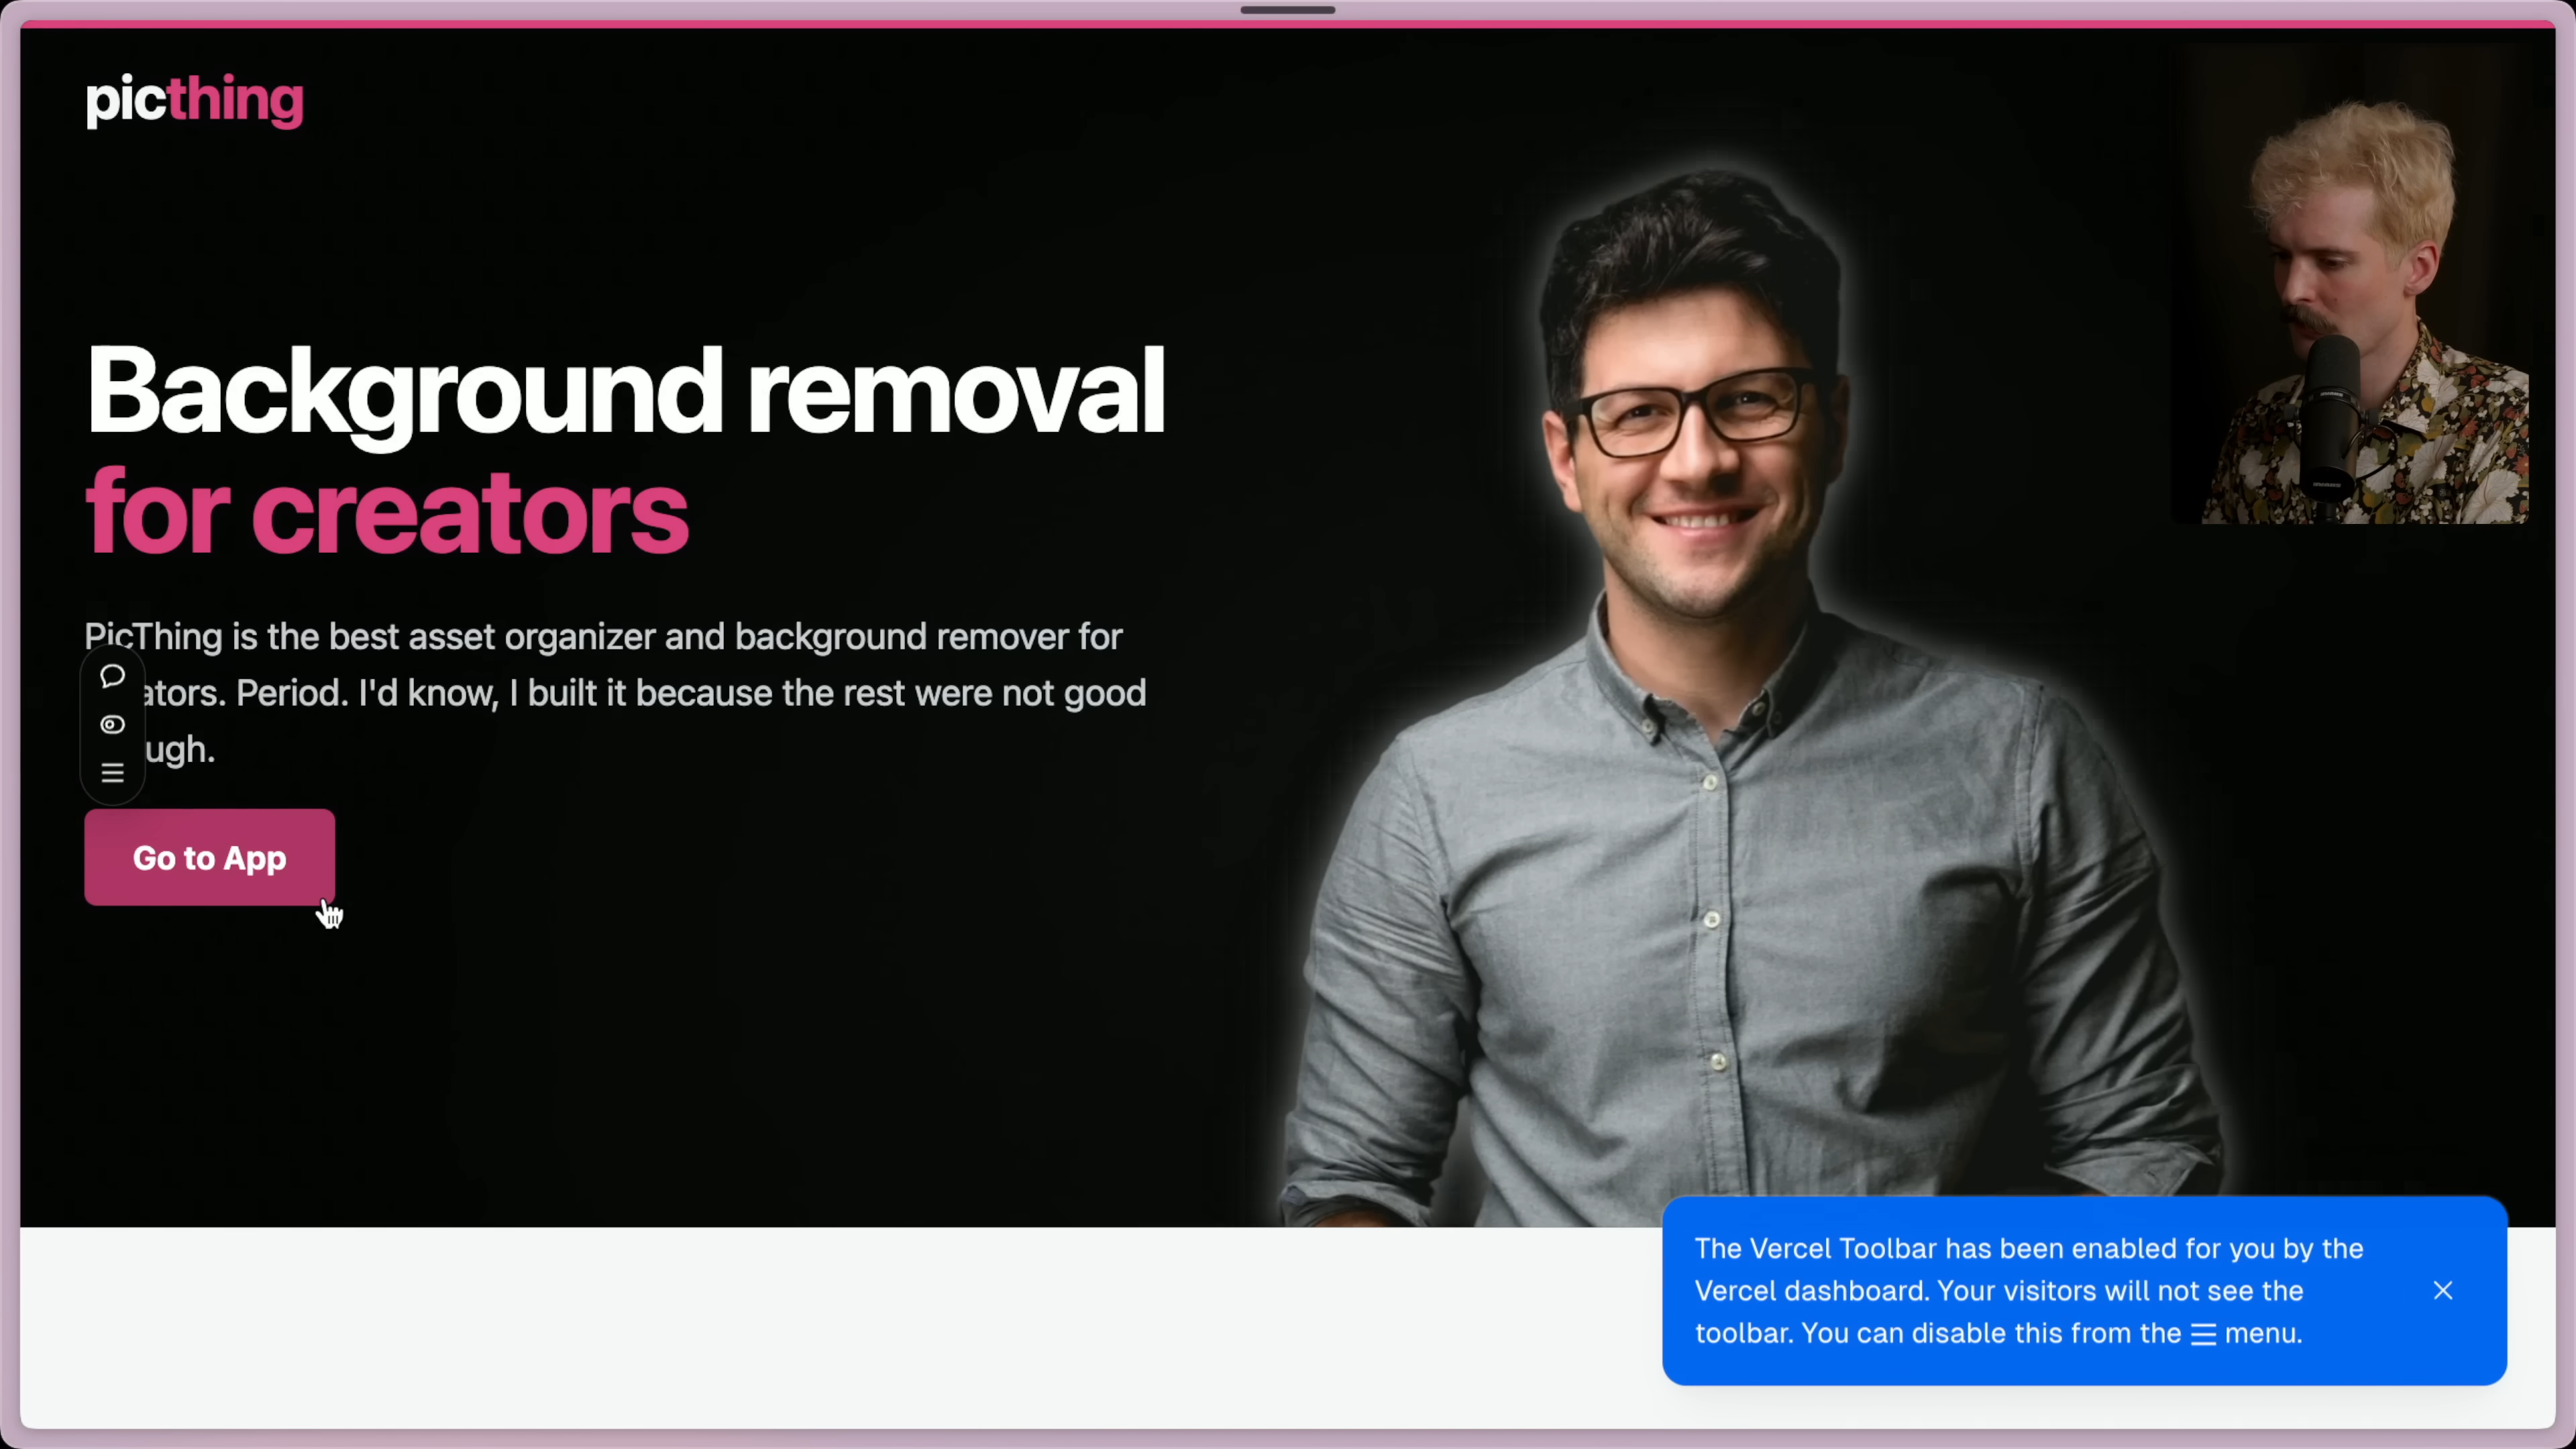 picthing
Background removal
for creators
PicThing is the best asset organizer and background remover for
ators. Period. I'd know, I built it because the rest were not good
ugh.
Go to App
The Vercel Toolbar has been enabled for you by the
Vercel dashboard. Your visitors will not see the
toolbar. You can disable this from the ☰ menu.